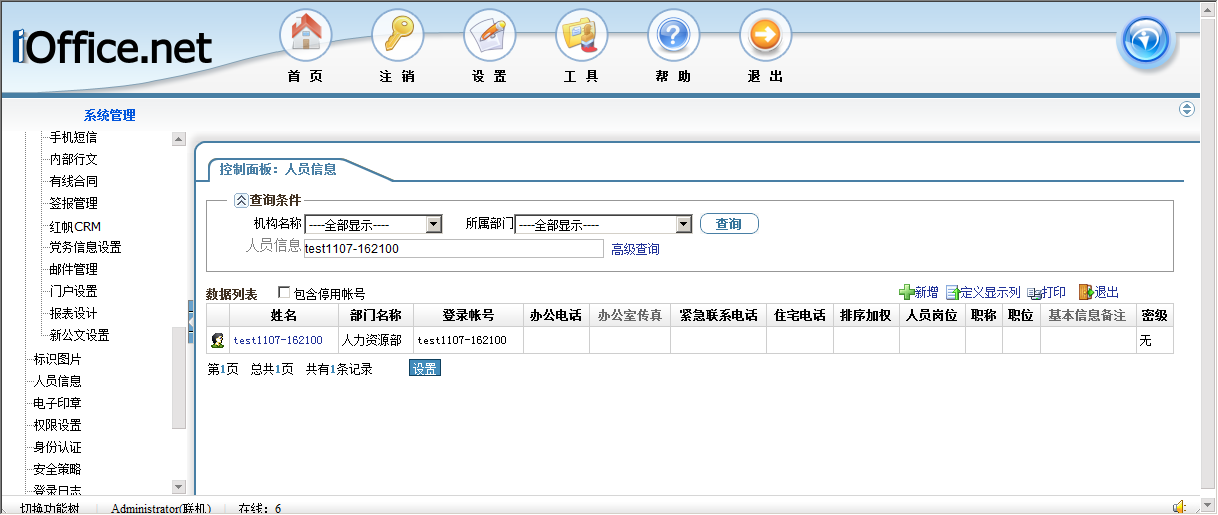 iOffice.net
首 页 注 销 设 置 工 具 帮 助 退 出
系统管理
手机短信
内部行文
有线合同
签报管理
红帆CRM
党务信息设置
邮件管理
门户设置
报表设计
新公文设置
标识图片
人员信息
电子印章
权限设置
身份认证
安全策略
登录日志
控制面板：人员信息
查询条件
机构名称 ----全部显示---- 所属部门 ----全部显示---- 查询
人员信息 test1107-162100 高级查询
数据列表 包含停用帐号 新增 定义显示列 打印 退出
姓名 部门名称 登录帐号 办公电话 办公室传真 紧急联系电话 住宅电话 排序加权 人员岗位 职称 职位 基本信息备注 密级
test1107-162100 人力资源部 test1107-162100 无
第1页 总共1页 共有1条记录 设置
切换功能树 Administrator(联机) 在线：6